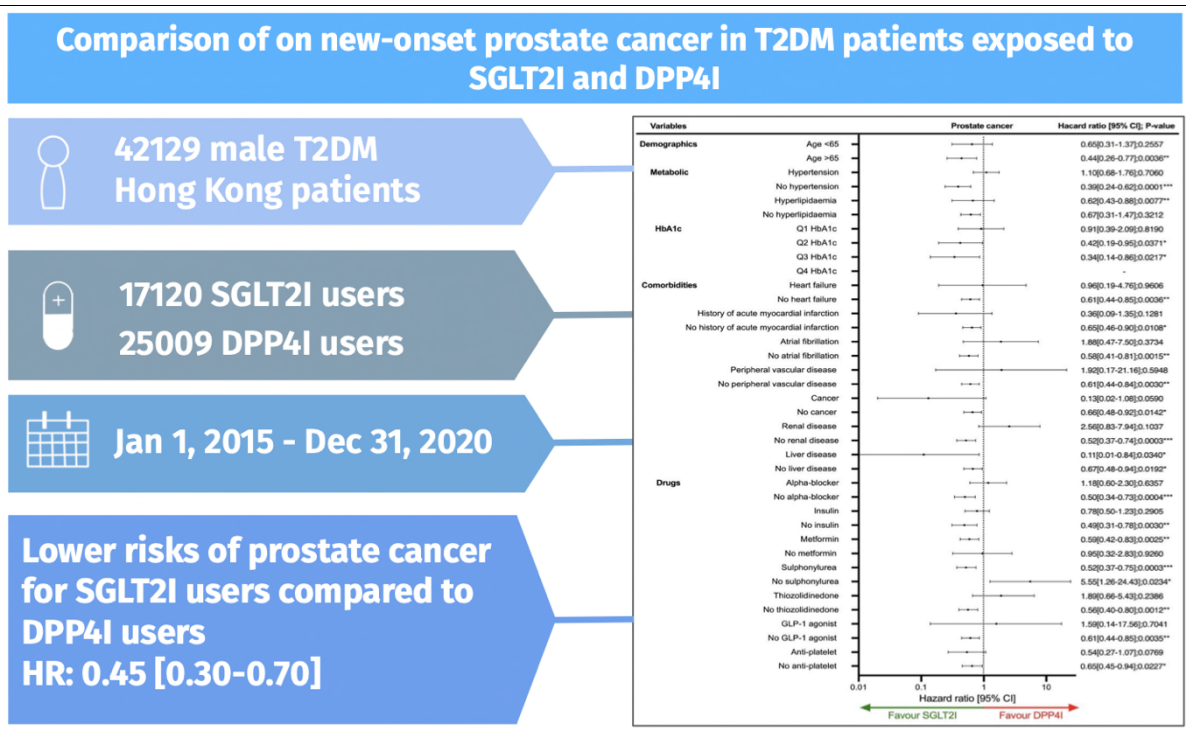 Comparison of on new-onset prostate cancer in T2DM patients exposed to
SGLT2I and DPP4I
42129 male T2DM
Hong Kong patients
17120 SGLT2I users
25009 DPP4I users
Jan 1, 2015 - Dec 31, 2020
Lower risks of prostate cancer
for SGLT2I users compared to
DPP4I users
HR: 0.45 [0.30-0.70]
Variables Prostate cancer Hacard ratio [95% CI]; P-value
Demographics Age <65 0.65[0.31-1.37];0.2557
Age >65 0.44[0.26-0.77];0.0036**
Metabolic Hypertension 1.10[0.68-1.76];0.7060
No hypertension 0.39[0.24-0.62];0.0001***
Hyperlipidaemia 0.62[0.43-0.88];0.0077**
No hyperlipidaemia 0.67[0.31-1.47];0.3212
HbA1c Q1 HbA1c 0.91[0.39-2.09];0.8190
Q2 HbA1c 0.42[0.19-0.95];0.0371*
Q3 HbA1c 0.34[0.14-0.86];0.0217*
Q4 HbA1c -
Comorbidities Heart failure 0.96[0.19-4.76];0.9606
No heart failure 0.61[0.44-0.85];0.0036**
History of acute myocardial infarction 0.36[0.09-1.35];0.1281
No history of acute myocardial infarction 0.65[0.46-0.90];0.0108*
Atrial fibrillation 1.88[0.47-7.50];0.3734
No atrial fibrillation 0.58[0.41-0.81];0.0015**
Peripheral vascular disease 1.92[0.17-21.16];0.5948
No peripheral vascular disease 0.61[0.44-0.84];0.0030**
Cancer 0.13[0.02-1.08];0.0590
No cancer 0.66[0.48-0.92];0.0142*
Renal disease 2.56[0.83-7.94];0.1037
No renal disease 0.52[0.37-0.74];0.0003***
Liver disease 0.11[0.01-0.84];0.0340*
No liver disease 0.67[0.48-0.94];0.0192*
Drugs Alpha-blocker 1.18[0.60-2.30];0.6357
No alpha-blocker 0.50[0.34-0.73];0.0004***
Insulin 0.78[0.50-1.23];0.2905
No insulin 0.49[0.31-0.78];0.0030**
Metformin 0.59[0.42-0.83];0.0025**
No metformin 0.95[0.32-2.83];0.9260
Sulphonylurea 0.52[0.37-0.75];0.0003***
No sulphonylurea 5.55[1.26-24.43];0.0234*
Thiozolidinedone 1.89[0.66-5.43];0.2386
No thiozolidinedone 0.56[0.40-0.80];0.0012**
GLP-1 agonist 1.59[0.14-17.56];0.7041
No GLP-1 agonist 0.61[0.44-0.85];0.0035**
Anti-platelet 0.54[0.27-1.07];0.0769
No anti-platelet 0.65[0.45-0.94];0.0227*
0.01 0.1 1 10
Hazard ratio [95% CI]
Favour SGLT2I Favour DPP4I